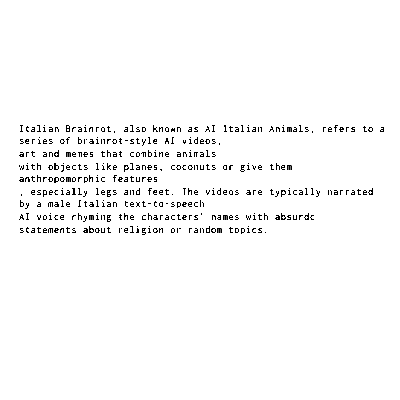 Italian Brainrot, also known as AI Italian Animals, refers to a
series of brainrot-style AI videos,
art and memes that combine animals
with objects like planes, coconuts or give them
anthropomorphic features
, especially legs and feet. The videos are typically narrated
by a male Italian text-to-speech
AI voice rhyming the characters' names with absurdc
statements about religion or random topics.